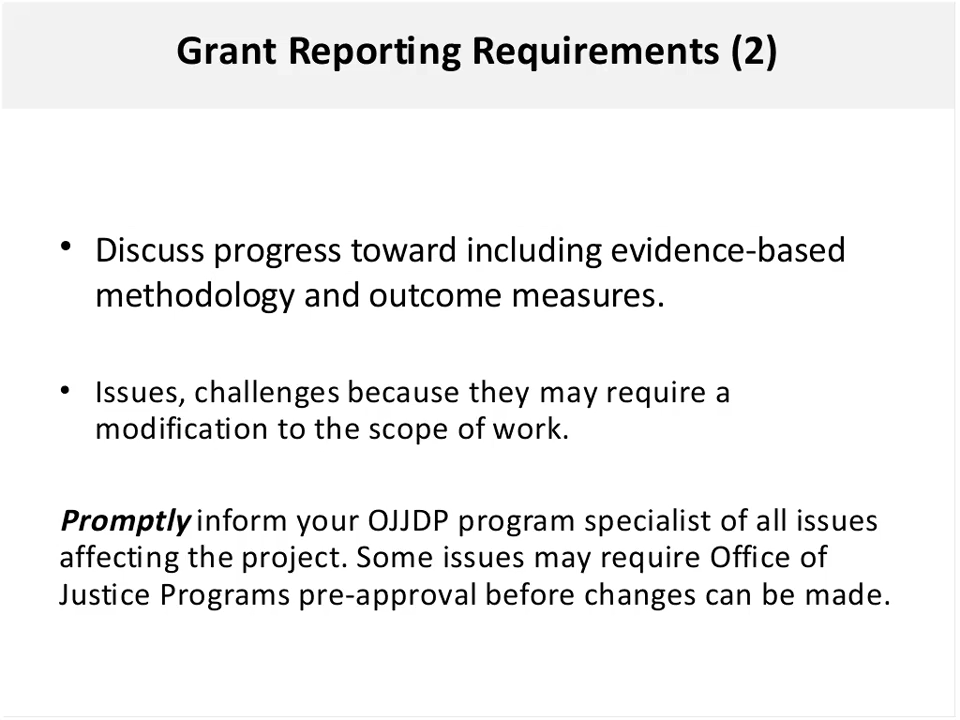 Grant Reporting Requirements (2)
• Discuss progress toward including evidence-based
methodology and outcome measures.
• Issues, challenges because they may require a
modification to the scope of work.
Promptly inform your OJJDP program specialist of all issues
affecting the project. Some issues may require Office of
Justice Programs pre-approval before changes can be made.